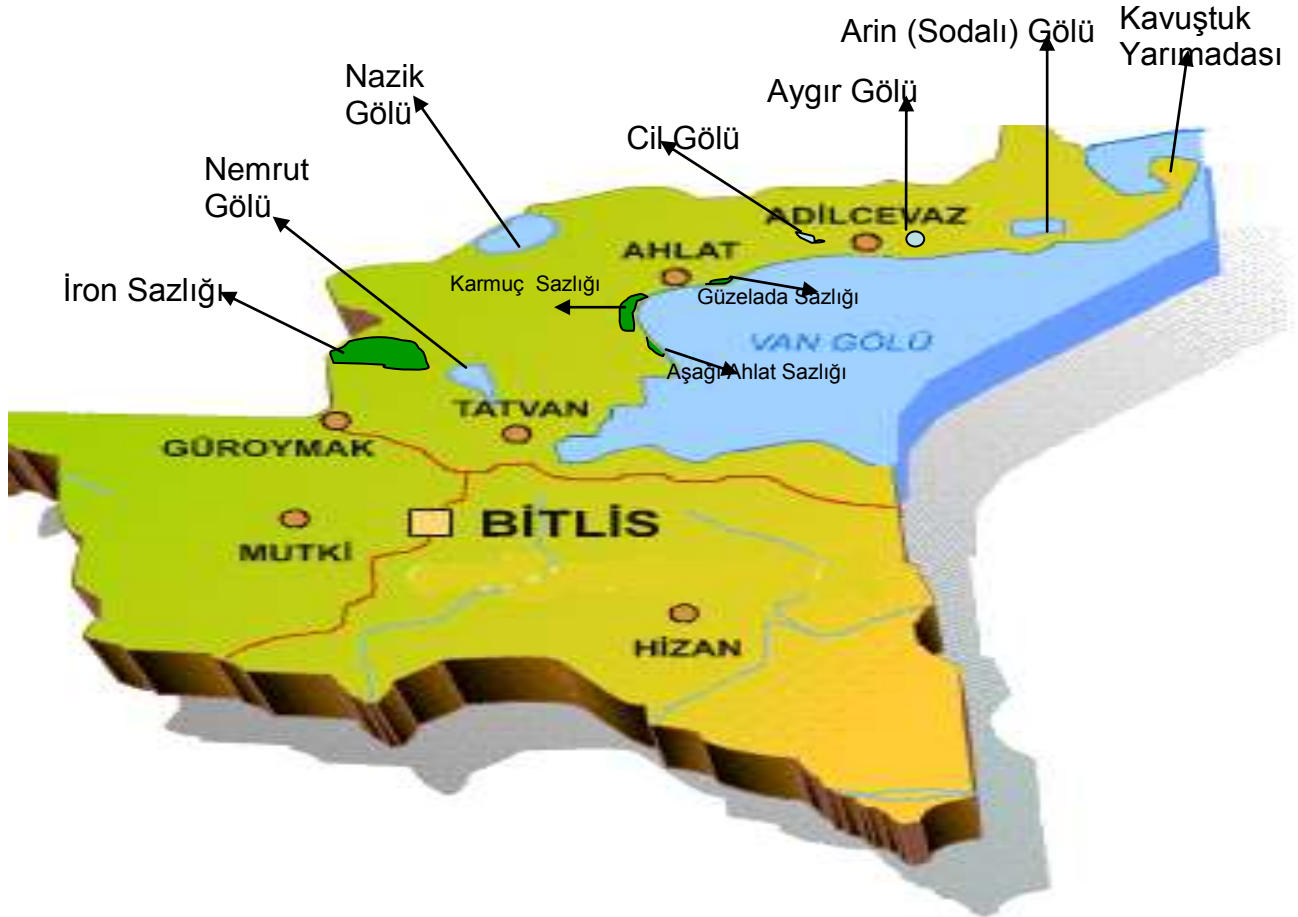 Kavuştuk
Yarımadası
Arin (Sodalı) Gölü
Nazik
Gölü
Aygır Gölü
Cil Gölü
Nemrut
Gölü
ADİLCEVAZ
AHLAT
İron Sazlığı
Karmuç Sazlığı
Güzelada Sazlığı
VAN GÖLÜ
Aşağı Ahlat Sazlığı
TATVAN
GÜROYMAK
BİTLİS
MUTKİ
HİZAN